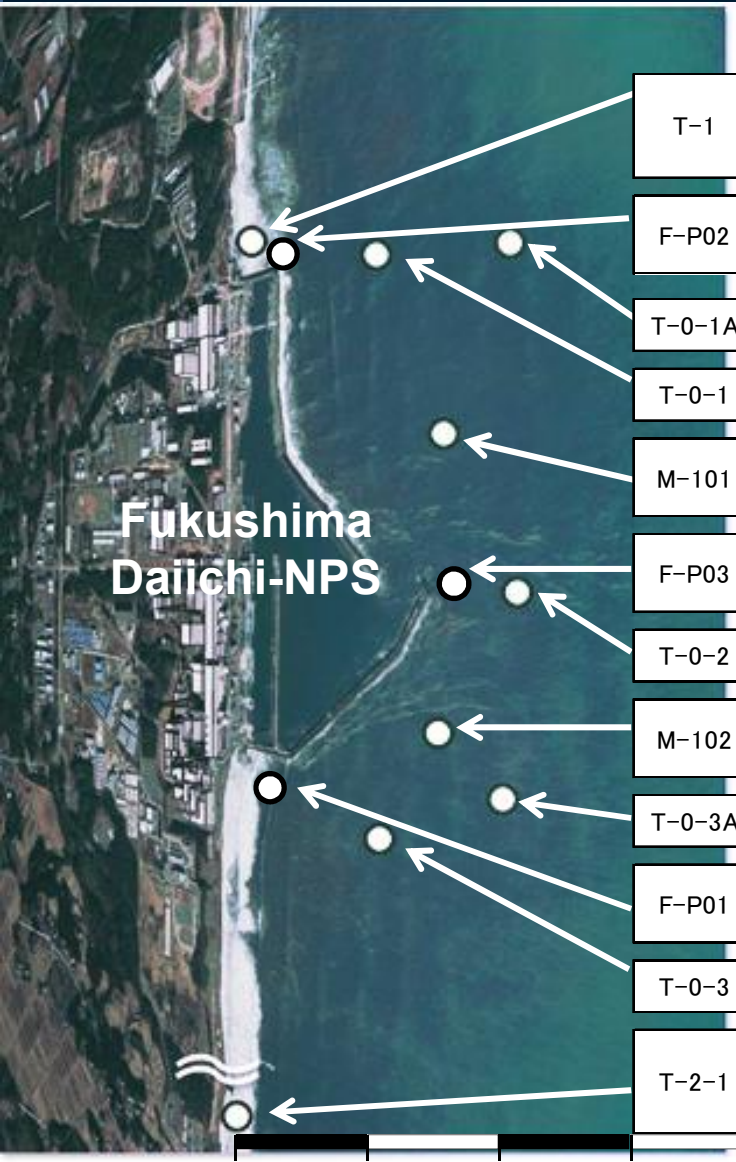 T-1
F-P02
T-0-1A
T-0-1
M-101
Fukushima
Daiichi-NPS
F-P03
T-0-2
M-102
T-0-3A
F-P01
T-0-3
T-2-1